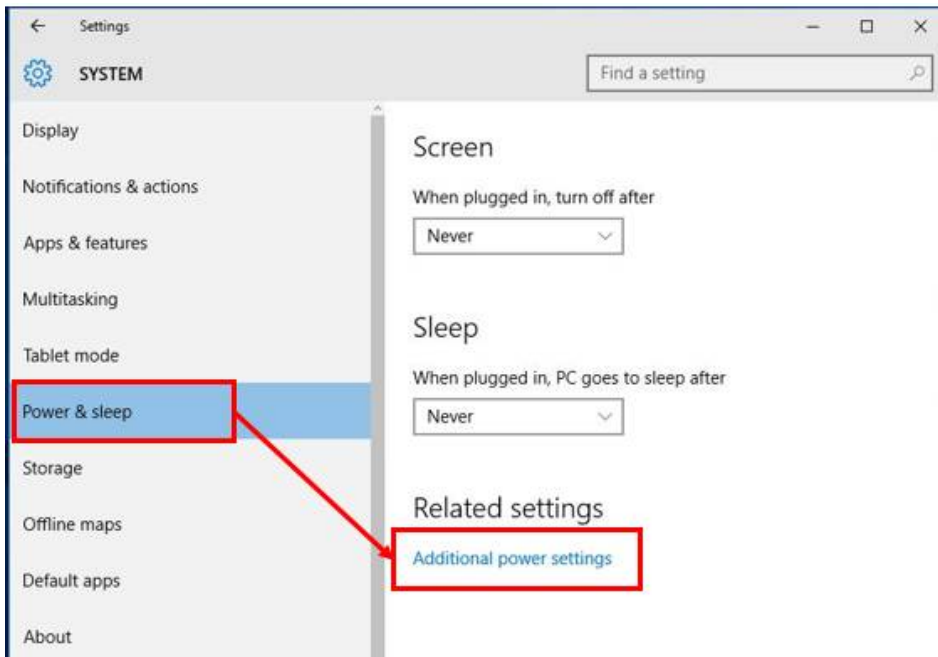 Settings
SYSTEM
Find a setting
Display
Notifications & actions
Apps & features
Multitasking
Tablet mode
Power & sleep
Storage
Offline maps
Default apps
About
Screen
When plugged in, turn off after
Never
Sleep
When plugged in, PC goes to sleep after
Never
Related settings
Additional power settings